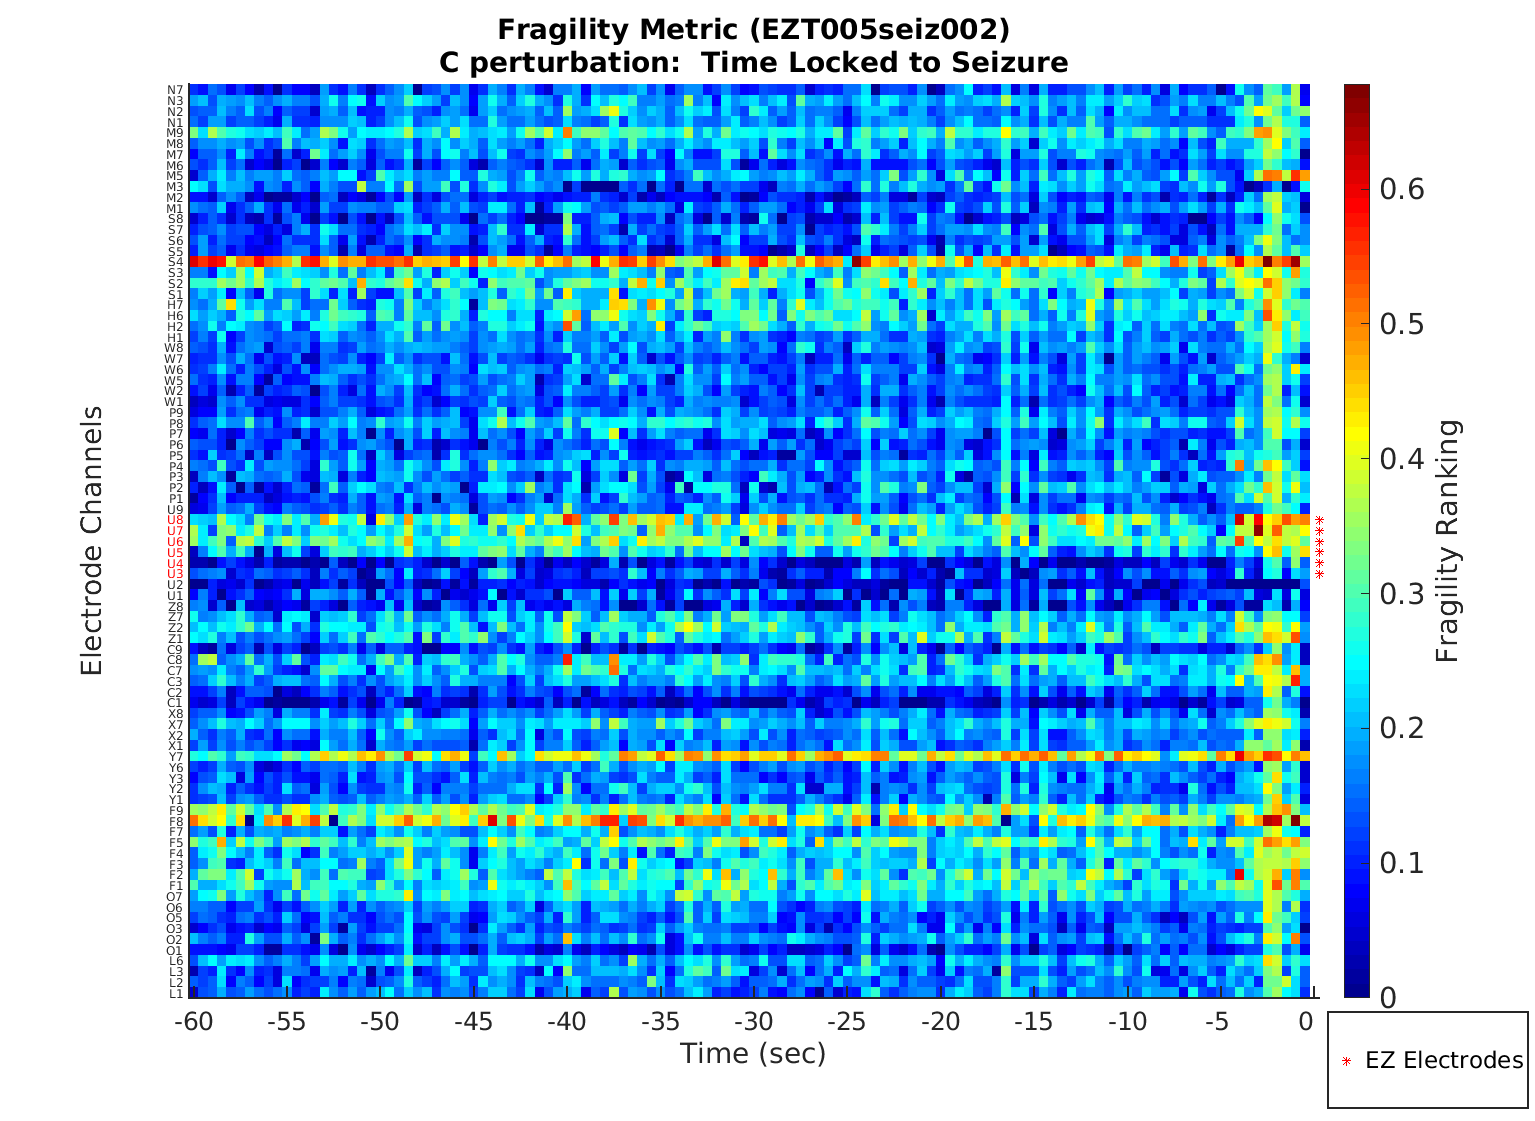 Fragility Metric (EZT005seiz002)
C perturbation:  Time Locked to Seizure
Electrode Channels
N7
N3
N2
N1
M9
M8
M7
M6
M5
M3
M2
M1
S8
S7
S6
S5
S4
S3
S2
S1
H7
H6
H2
H1
W8
W7
W6
W5
W2
W1
P9
P8
P7
P6
P5
P4
P3
P2
P1
U9
U8
U7
U6
U5
U4
U3
U2
U1
Z8
Z7
Z2
Z1
C9
C8
C7
C3
C2
C1
X8
X7
X2
X1
Y7
Y6
Y3
Y2
Y1
F9
F8
F7
F5
F4
F3
F2
F1
O7
O6
O5
O3
O2
O1
L6
L3
L2
L1
-60 -55 -50 -45 -40 -35 -30 -25 -20 -15 -10 -5 0
Time (sec)
0.6
0.5
0.4
0.3
0.2
0.1
0
Fragility Ranking
EZ Electrodes